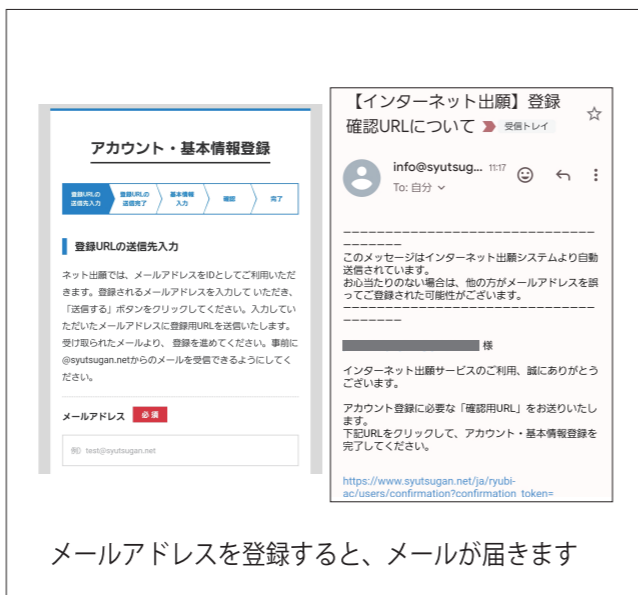 アカウント・基本情報登録
登録URLの
送信先入力
登録URLの
送信完了
基本情報
入力
確認
完了
登録URLの送信先入力
ネット出願では、メールアドレスをIDとしてご利用いただ
きます。登録されるメールアドレスを入力して いただき、
「送信する」ボタンをクリックしてください。入力してい
ただいたメールアドレスに登録用URLを送信いたします。
受け取られたメールより、 登録を進めてください。事前に
@syutsugan.netからのメールを受信できるようにしてく
ださい。
メールアドレス 必須
例）test@syutsugan.net
【インターネット出願】登録
確認URLについて 受信トレイ
info@syutsug... 11:17
To: 自分
--------------------------------
-------
このメッセージはインターネット出願システムより自動
送信されています。
お心当たりのない場合は、他の方がメールアドレスを誤
ってご登録された可能性がございます。
--------------------------------
-------
様
インターネット出願サービスのご利用、誠にありがとう
ございます。
アカウント登録に必要な「確認用URL」をお送りいたし
ます。
下記URLをクリックして、アカウント・基本情報登録を
完了してください。
https://www.syutsugan.net/ja/ryubi-
ac/users/confirmation?confirmation_token=
メールアドレスを登録すると、メールが届きます